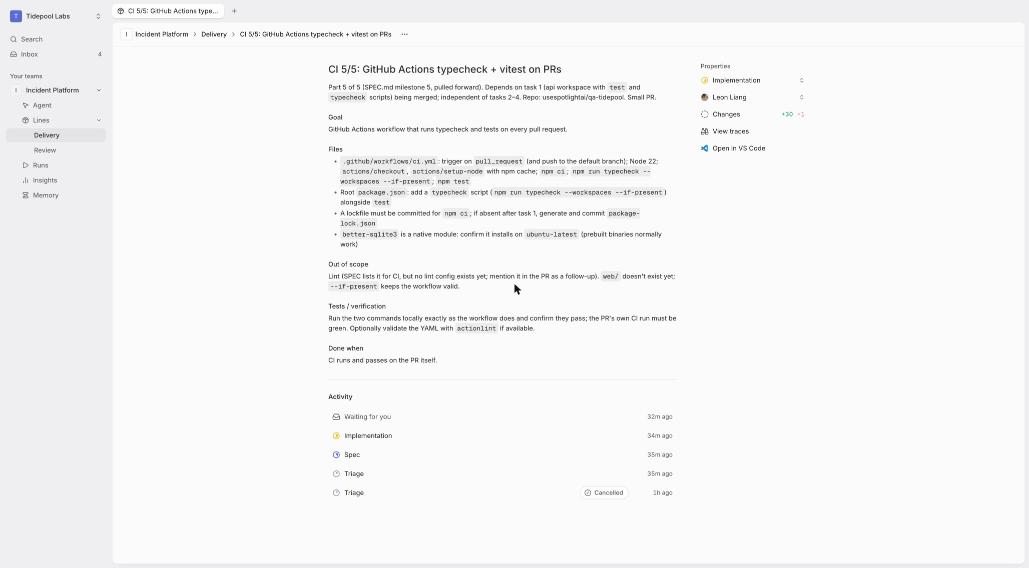 T Tidepool Labs
CI 5/5: GitHub Actions type...
Search
Inbox 4
Your teams
I Incident Platform
Agent
Lines
Delivery
Review
Runs
Insights
Memory
I Incident Platform > Delivery > CI 5/5: GitHub Actions typecheck + vitest on PRs ...
CI 5/5: GitHub Actions typecheck + vitest on PRs
Part 5 of 5 (SPEC.md milestone 5, pulled forward). Depends on task 1 (api workspace with test and
typecheck scripts) being merged; independent of tasks 2–4. Repo: usespotlightai/qa-tidepool. Small PR.
Goal
GitHub Actions workflow that runs typecheck and tests on every pull request.
Files
• .github/workflows/ci.yml: trigger on pull_request (and push to the default branch); Node 22;
actions/checkout, actions/setup-node with npm cache; npm ci; npm run typecheck --
workspaces --if-present; npm test
• Root package.json: add a typecheck script (npm run typecheck --workspaces --if-present)
alongside test
• A lockfile must be committed for npm ci; if absent after task 1, generate and commit package-
lock.json
• better-sqlite3 is a native module: confirm it installs on ubuntu-latest (prebuilt binaries normally
work)
Out of scope
Lint (SPEC lists it for CI, but no lint config exists yet; mention it in the PR as a follow-up). web/ doesn't exist yet;
--if-present keeps the workflow valid.
Tests / verification
Run the two commands locally exactly as the workflow does and confirm they pass; the PR's own CI run must be
green. Optionally validate the YAML with actionlint if available.
Done when
CI runs and passes on the PR itself.
Activity
Waiting for you 32m ago
Implementation 34m ago
Spec 35m ago
Triage 35m ago
Triage Cancelled 1h ago
Properties
Implementation
Leon Liang
Changes +30 -1
View traces
Open in VS Code